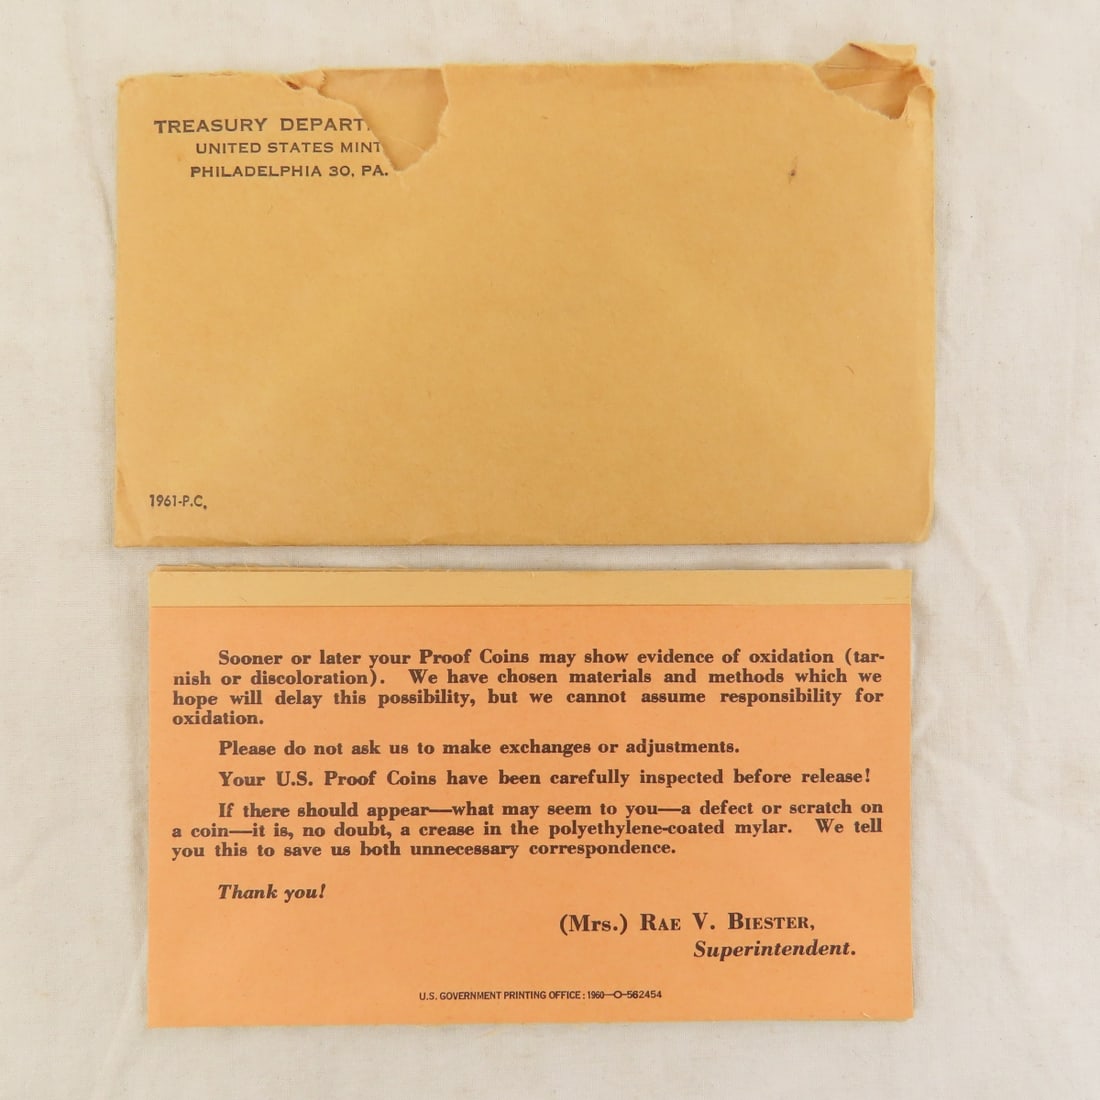 TREASURY DEPART
UNITED STATES MINT
PHILADELPHIA 30, PA.
1961-P.C.
Sooner or later your Proof Coins may show evidence of oxidation (tar-
nish or discoloration). We have chosen materials and methods which we
hope will delay this possibility, but we cannot assume responsibility for
oxidation.
Please do not ask us to make exchanges or adjustments.
Your U.S. Proof Coins have been carefully inspected before release!
If there should appear—what may seem to you—a defect or scratch on
a coin—it is, no doubt, a crease in the polyethylene-coated mylar. We tell
you this to save us both unnecessary correspondence.
Thank you!
(Mrs.) RAE V. BIESTER,
Superintendent.
U.S. GOVERNMENT PRINTING OFFICE : 1960—O-562454